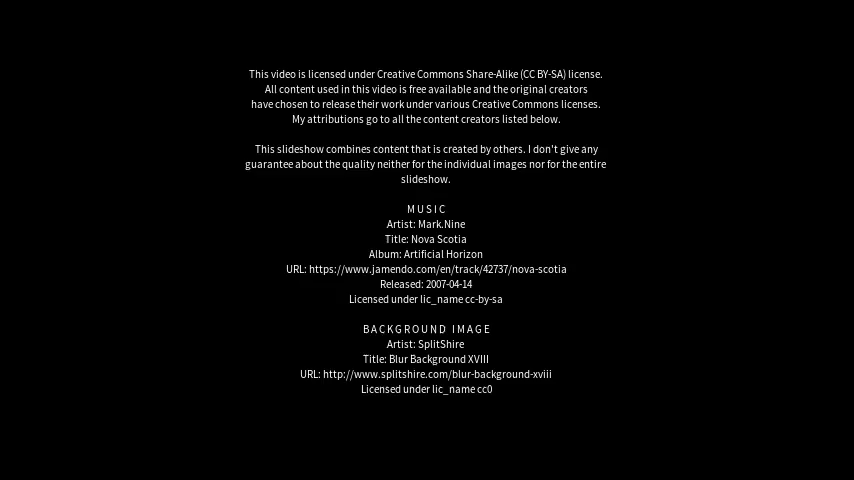 This video is licensed under Creative Commons Share-Alike (CC BY-SA) license.
All content used in this video is free available and the original creators
have chosen to release their work under various Creative Commons licenses.
My attributions go to all the content creators listed below.
This slideshow combines content that is created by others. I don't give any
guarantee about the quality neither for the individual images nor for the entire
slideshow.
MUSIC
Artist: Mark.Nine
Title: Nova Scotia
Album: Artificial Horizon
URL: https://www.jamendo.com/en/track/42737/nova-scotia
Released: 2007-04-14
Licensed under lic_name cc-by-sa
BACKGROUND IMAGE
Artist: SplitShire
Title: Blur Background XVIII
URL: http://www.splitshire.com/blur-background-xviii
Licensed under lic_name cc0